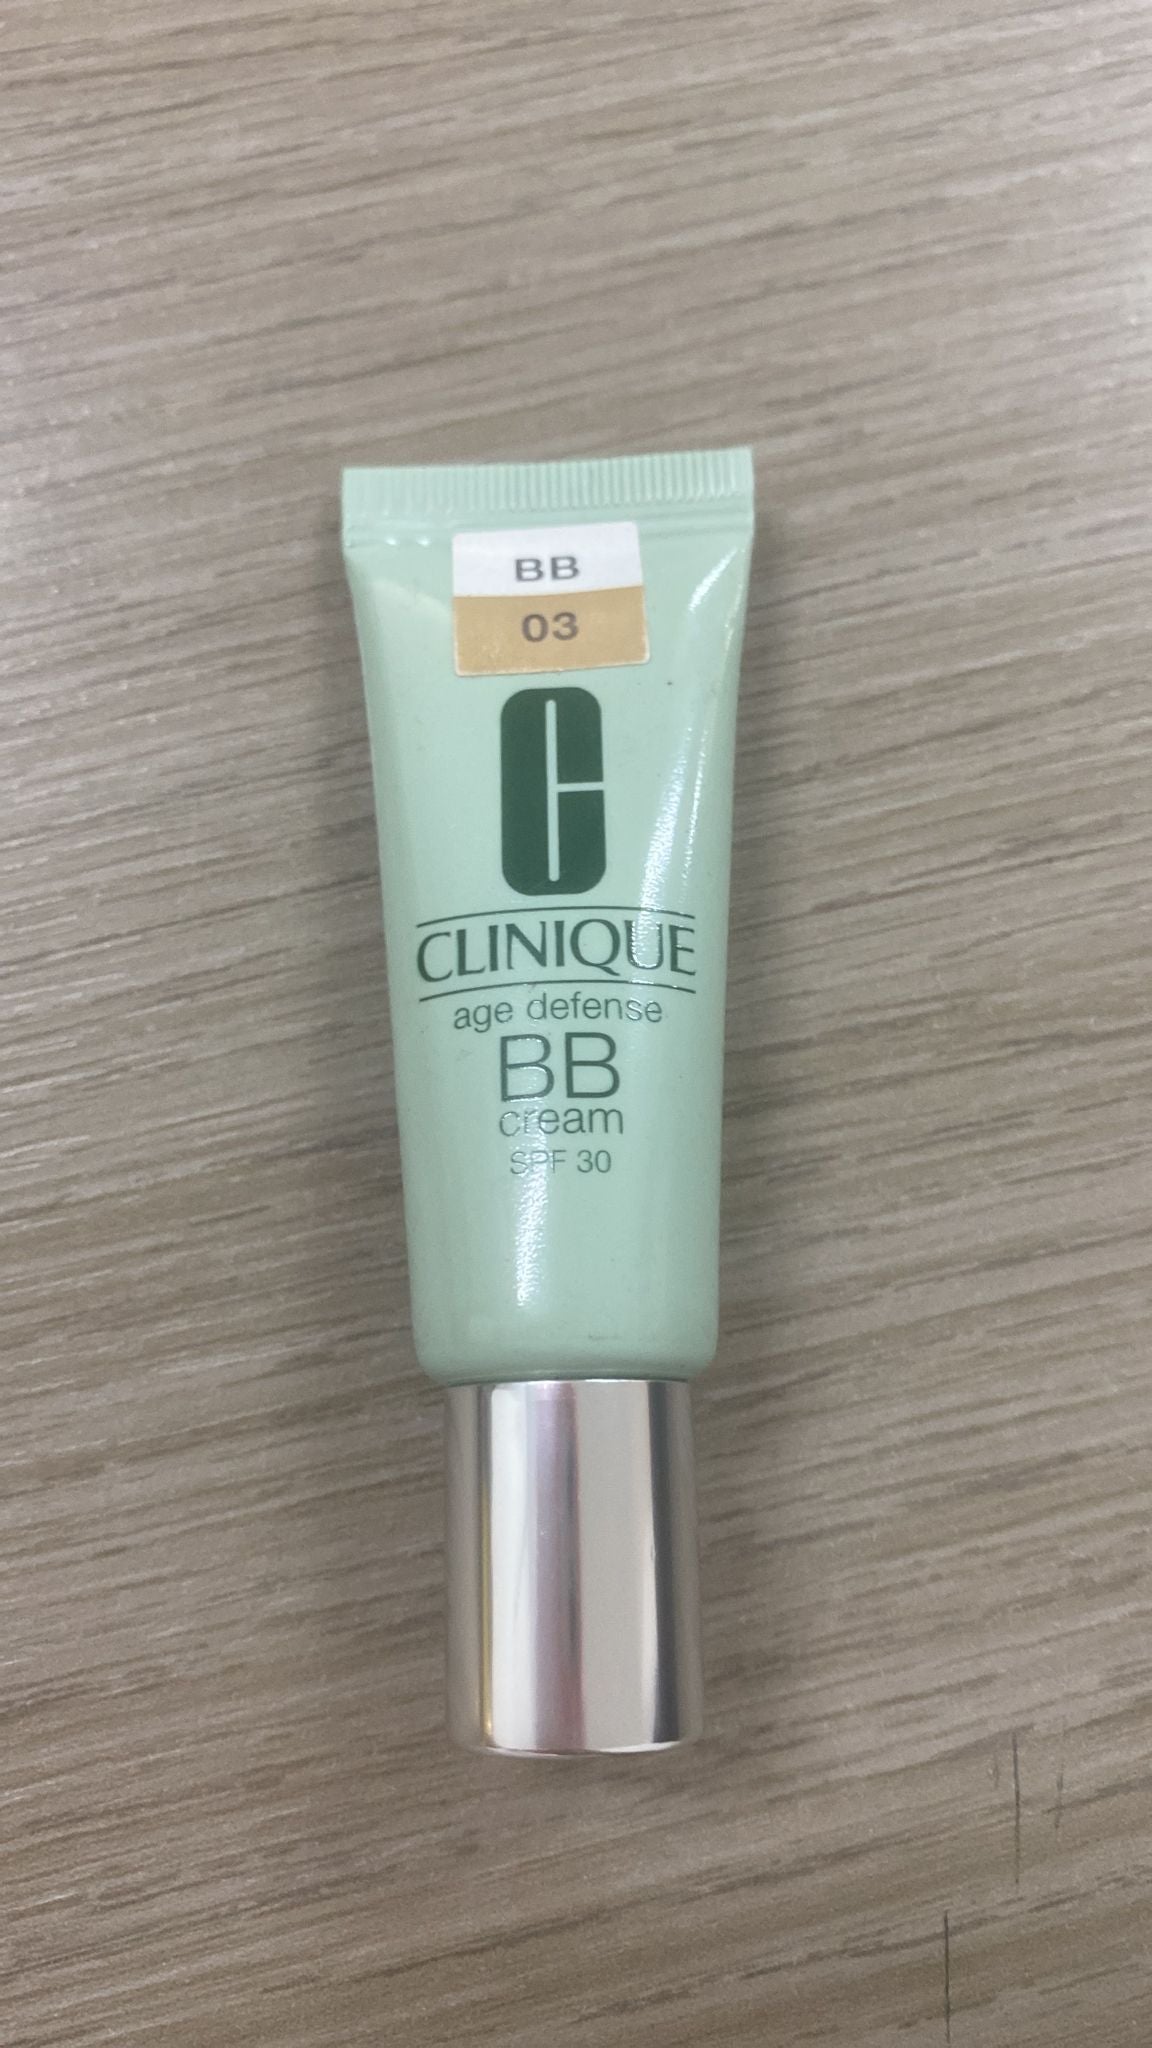 BB
03
C
CLINIQUE
age defense
BB
cream
SPF 30